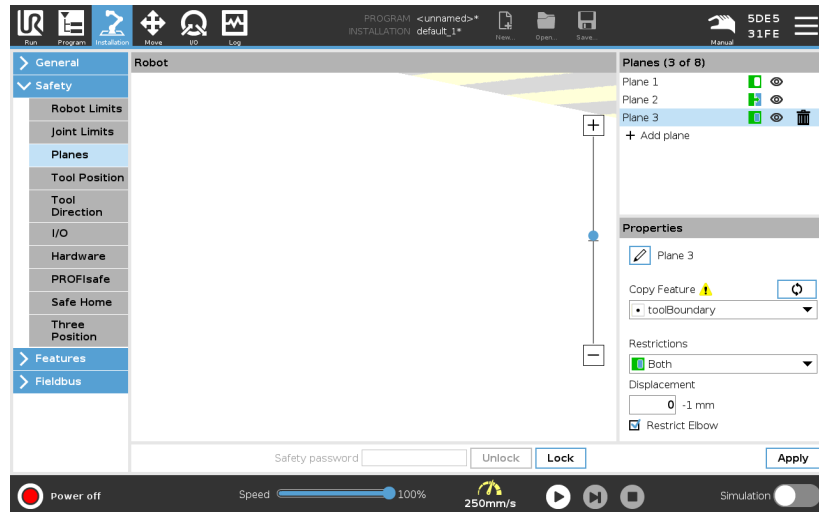 PROGRAM <unnamed>*
INSTALLATION default_1*
Run Program Installation Move I/O Log New... Open... Save... Manual
5DE5
31FE
General
Safety
Robot Limits
Joint Limits
Planes
Tool Position
Tool
Direction
I/O
Hardware
PROFIsafe
Safe Home
Three
Position
Features
Fieldbus
Robot
Planes (3 of 8)
Plane 1
Plane 2
Plane 3
Add plane
Properties
Plane 3
Copy Feature
toolBoundary
Restrictions
Both
Displacement
0 -1 mm
Restrict Elbow
Safety password Unlock Lock Apply
Power off Speed 100% 250mm/s Simulation